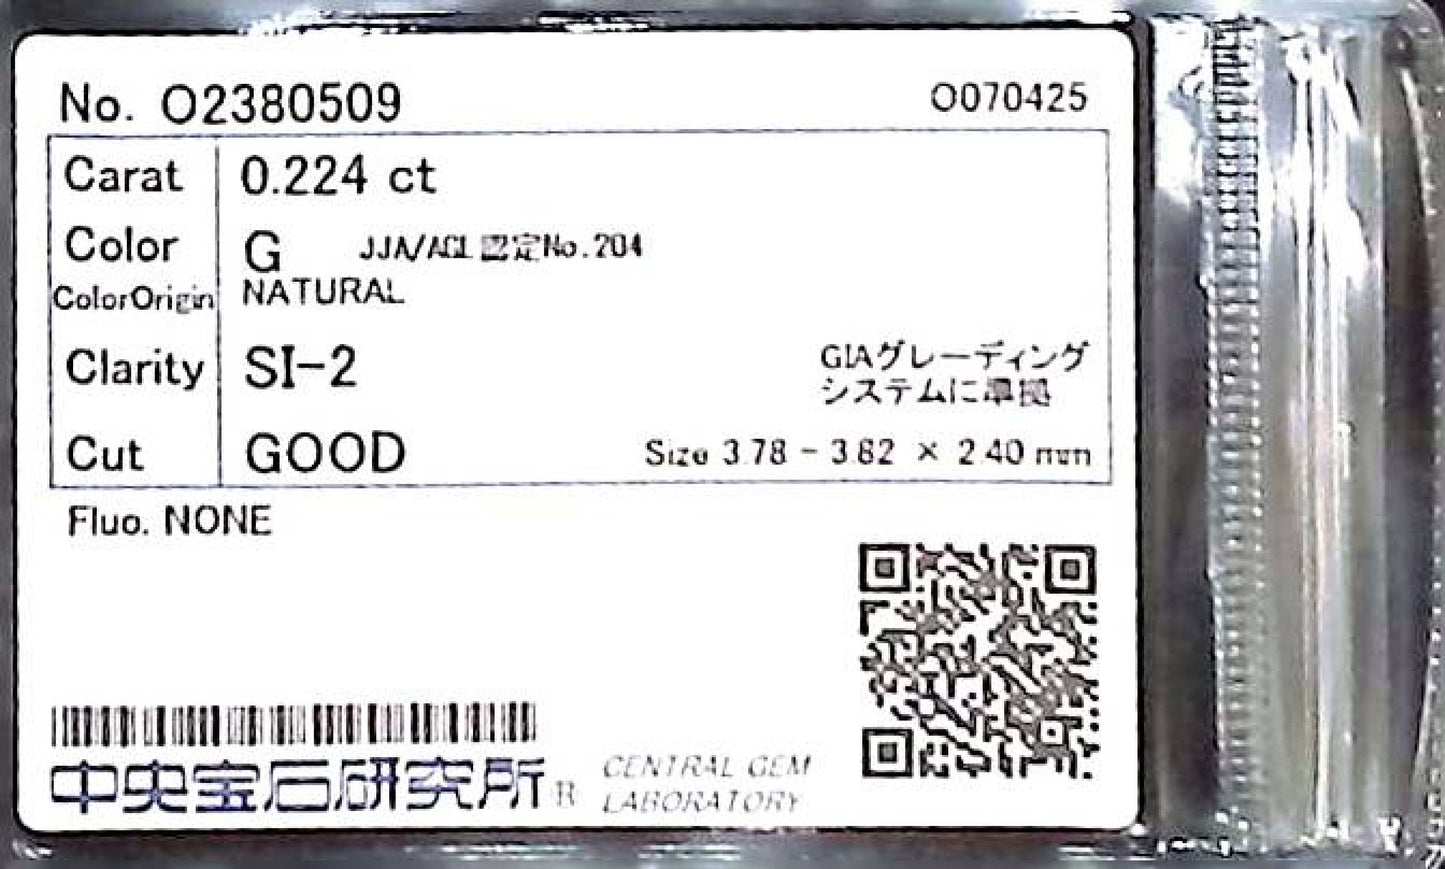 No. O2380509
O070425
Carat 0.224 ct
Color G JJA/AGL 認定No.204
ColorOrigin NATURAL
Clarity SI-2
GIAグレーディング
システムに準拠
Cut GOOD Size 3.78 - 3.82 × 2.40 mm
Fluo. NONE
中央宝石研究所® CENTRAL GEM
LABORATORY